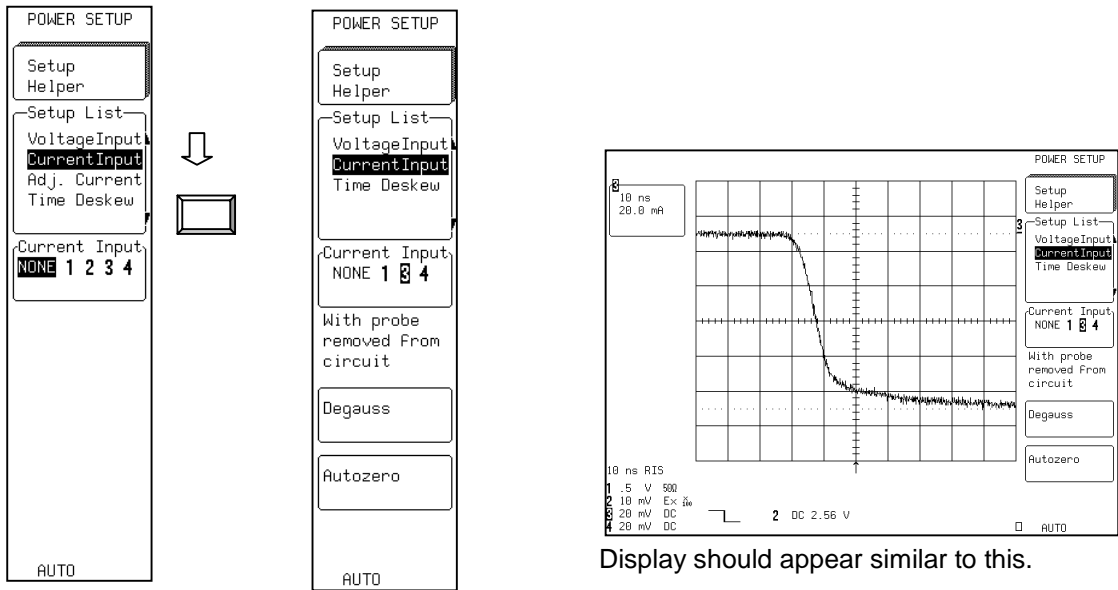 POWER SETUP
Setup
Helper
Setup List
VoltageInput
CurrentInput
Adj. Current
Time Deskew
Current Input
NONE 1 2 3 4
AUTO
POWER SETUP
Setup
Helper
Setup List
VoltageInput
CurrentInput
Time Deskew
Current Input
NONE 1 3 4
With probe
removed from
circuit
Degauss
Autozero
AUTO
3
10 ns
20.0 mA
3
POWER SETUP
Setup
Helper
Setup List
VoltageInput
CurrentInput
Time Deskew
Current Input
NONE 1 3 4
With probe
removed from
circuit
Degauss
Autozero
10 ns RIS
1 .5 V 50Ω
2 10 mV Ex
3 20 mV DC
4 20 mV DC
2 DC 2.56 V
AUTO
Display should appear similar to this.